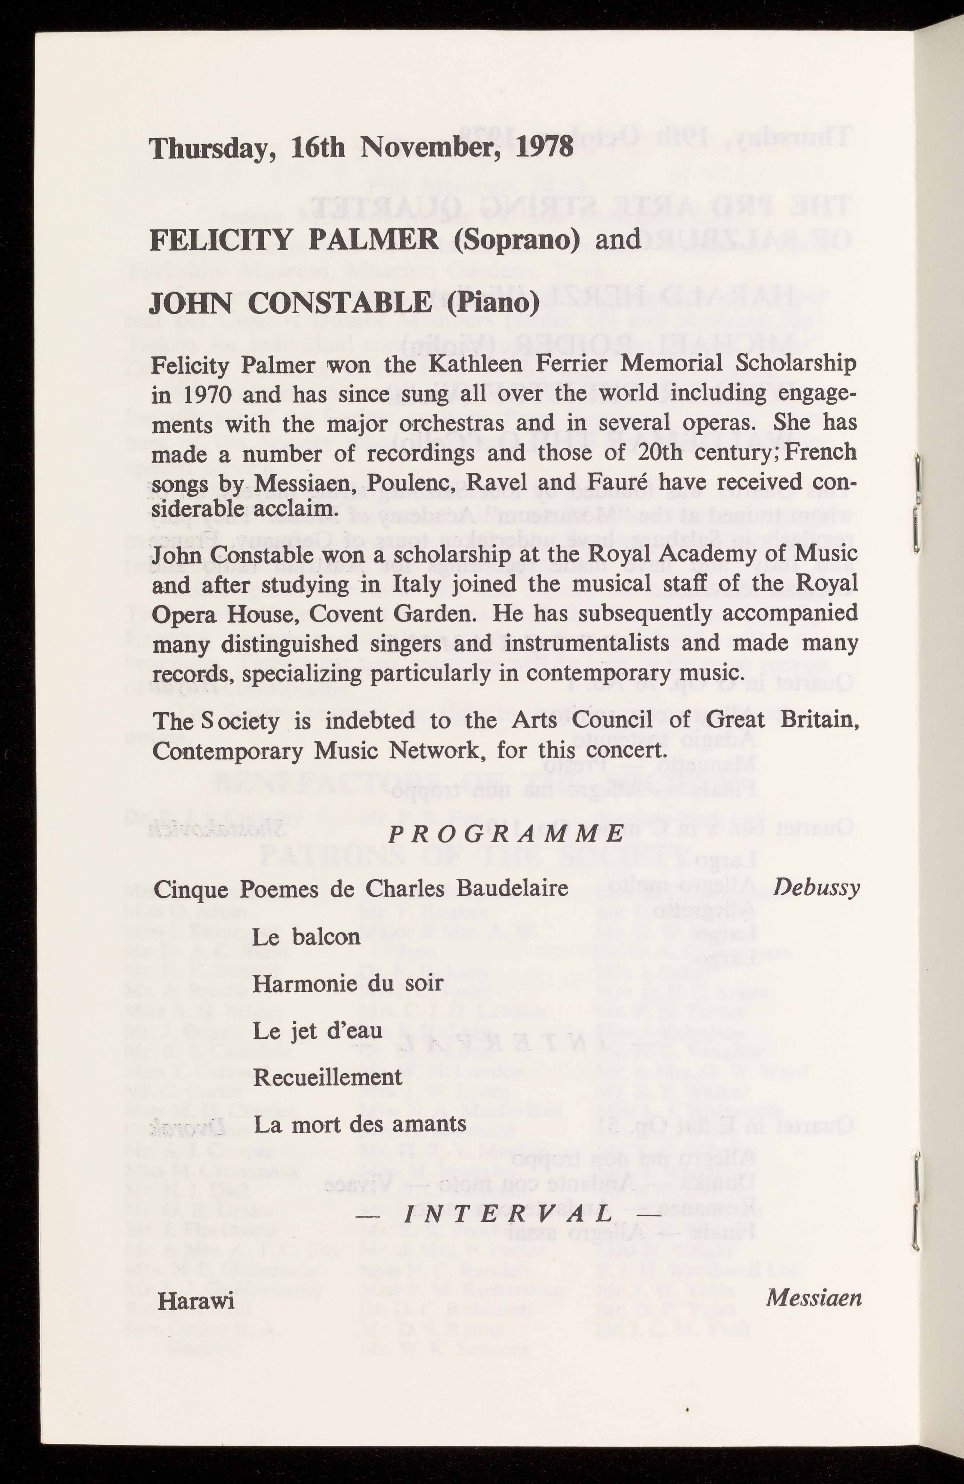 Thursday, 16th November, 1978
FELICITY PALMER (Soprano) and
JOHN CONSTABLE (Piano)
Felicity Palmer won the Kathleen Ferrier Memorial Scholarship
in 1970 and has since sung all over the world including engage-
ments with the major orchestras and in several operas. She has
made a number of recordings and those of 20th century; French
songs by Messiaen, Poulenc, Ravel and Fauré have received con-
siderable acclaim.
John Constable won a scholarship at the Royal Academy of Music
and after studying in Italy joined the musical staff of the Royal
Opera House, Covent Garden. He has subsequently accompanied
many distinguished singers and instrumentalists and made many
records, specializing particularly in contemporary music.
The Society is indebted to the Arts Council of Great Britain,
Contemporary Music Network, for this concert.
PROGRAMME
Cinque Poemes de Charles Baudelaire Debussy
Le balcon
Harmonie du soir
Le jet d'eau
Recueillement
La mort des amants
— INTERVAL —
Harawi Messiaen